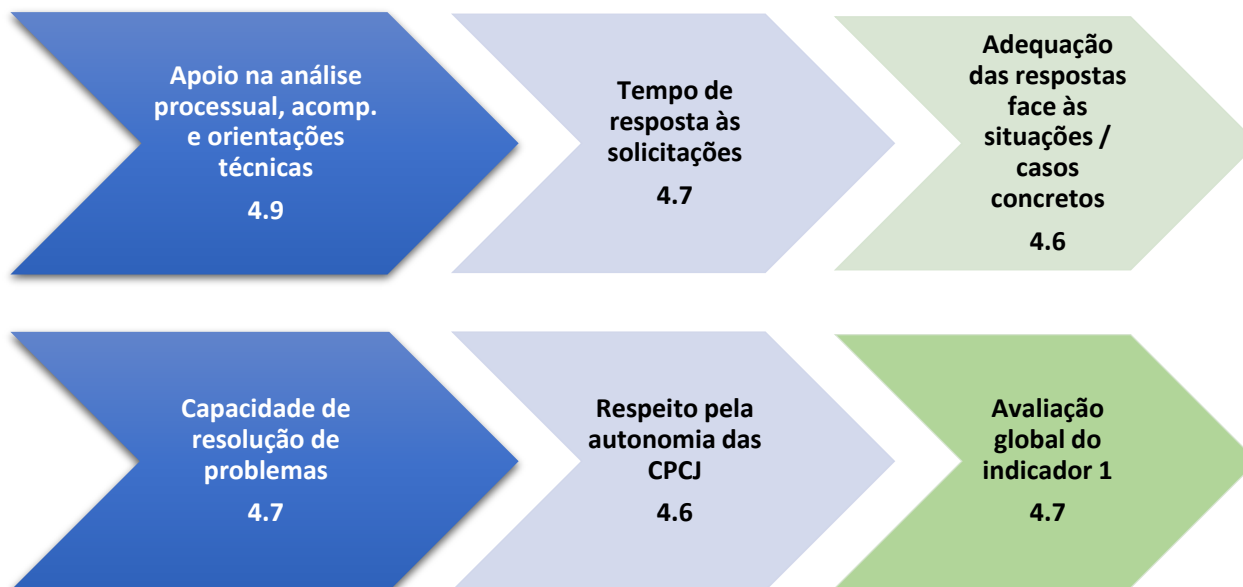 Apoio na análise
processual, acomp.
e orientações
técnicas
4.9
Tempo de
resposta às
solicitações
4.7
Adequação
das respostas
face às
situações /
casos
concretos
4.6
Capacidade de
resolução de
problemas
4.7
Respeito pela
autonomia das
CPCJ
4.6
Avaliação
global do
indicador 1
4.7